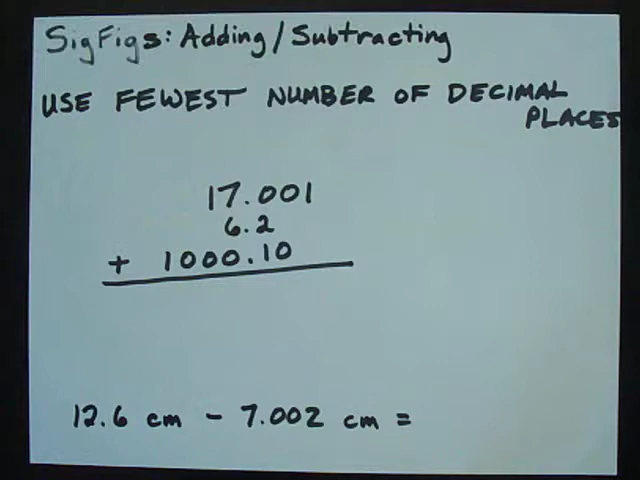 SigFigs: Adding/Subtracting
USE FEWEST NUMBER OF DECIMAL
PLACES
17.001
6.2
+ 1000.10
12.6 cm - 7.002 cm =